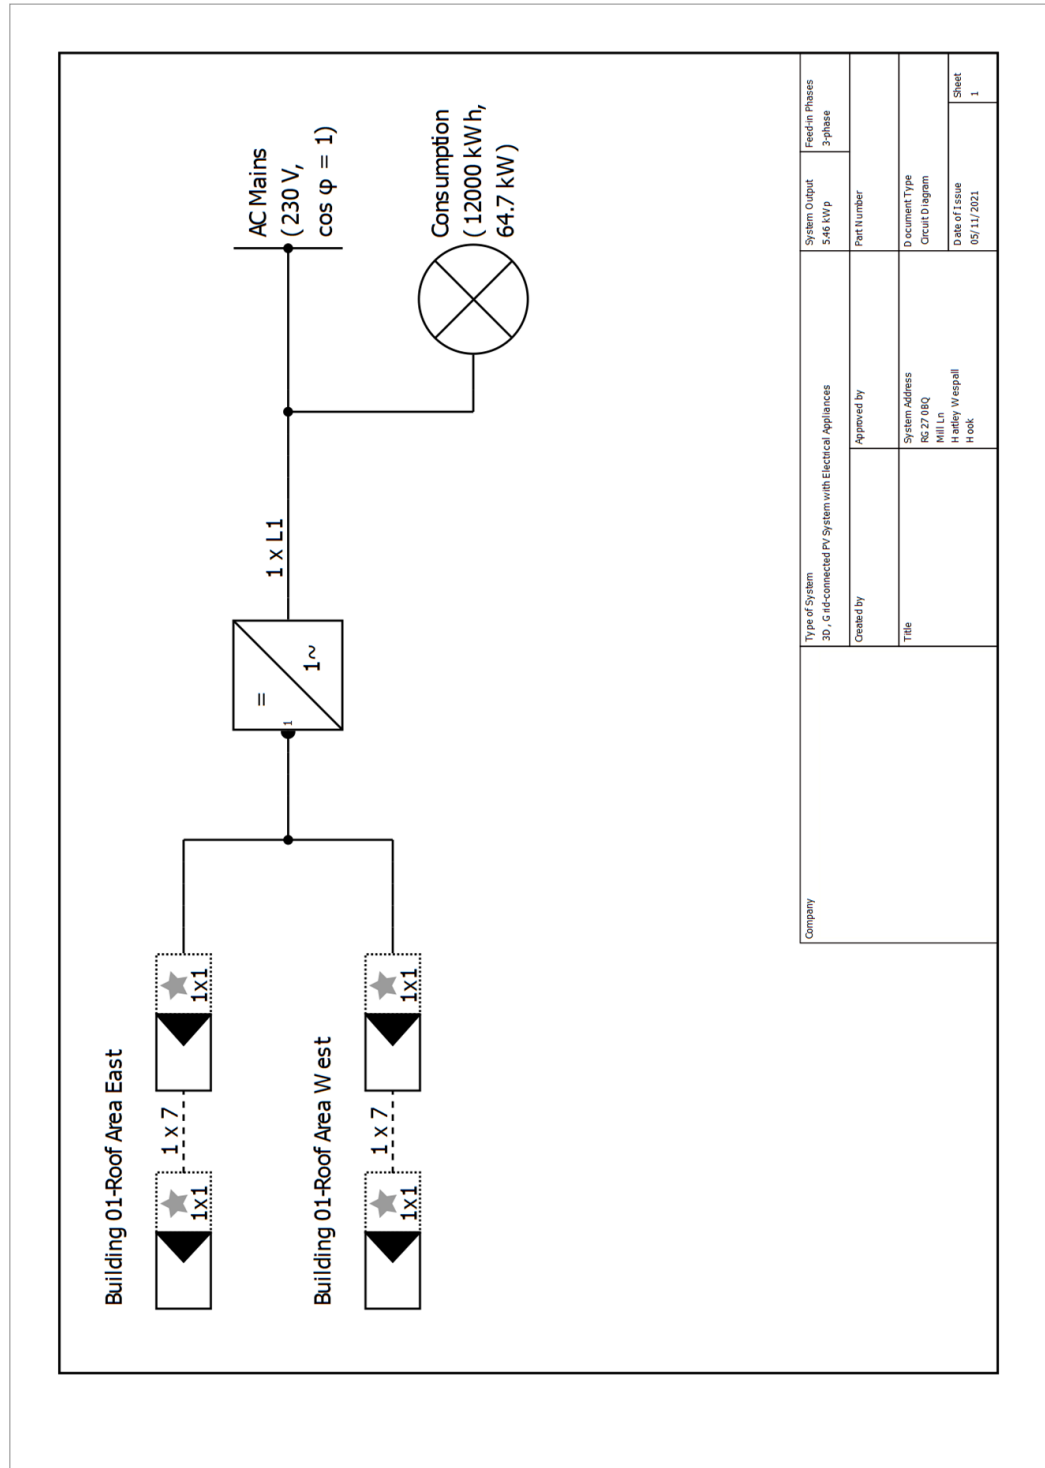 Building 01-Roof Area East
1 x 7
1x1
1x1
Building 01-Roof Area West
1 x 7
1x1
1x1
1
=
1~
1 x L1
AC Mains
(230 V,
cos φ = 1)
Consumption
(12000 kWh,
64.7 kW)
Company
Type of System
3D, Grid-connected PV System with Electrical Appliances
System Output
5.46 kWp
Feed-in Phases
3-phase
Created by
Approved by
Part Number
Title
System Address
RG27 0BQ
Mill Ln
Hartley Wespall
Hook
Document Type
Circuit Diagram
Date of Issue
05/11/2021
Sheet
1